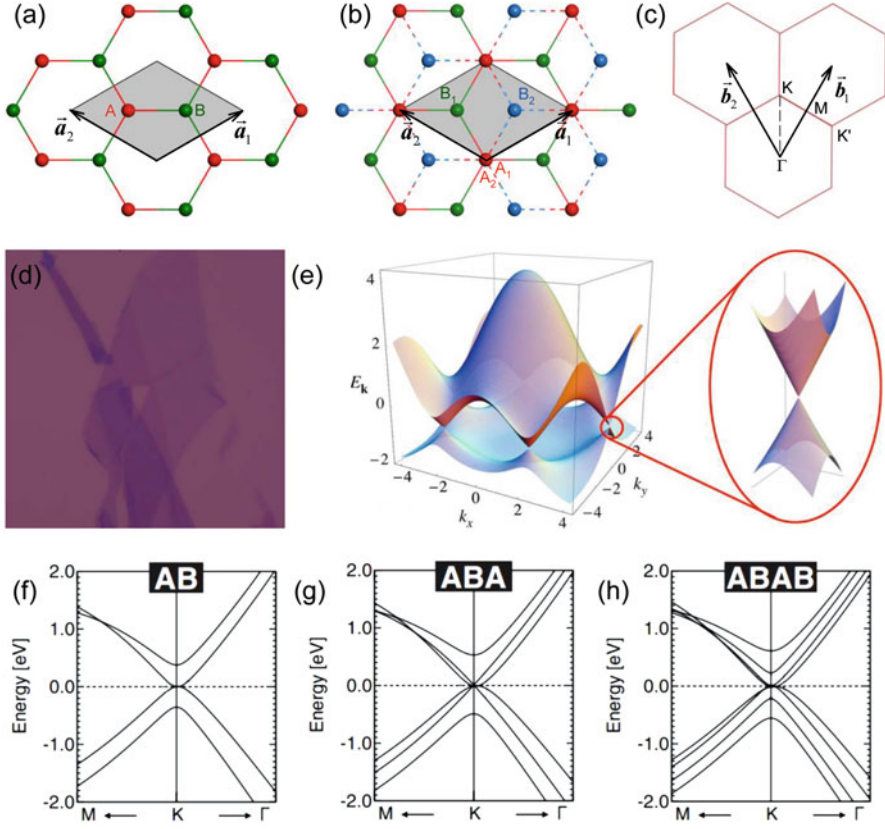 (a)
A
B
a⃗₂
a⃗₁
(b)
B₁
B₂
a⃗₂
a⃗₁
A₁
A₂
(c)
b⃗₂
b⃗₁
K
M
K'
Γ
(d)
(e)
4
2
0
-2
E_k
-4
-2
0
2
4
k_x
4
2
0
-2
-4
k_y
(f)
AB
2.0
1.0
0.0
-1.0
-2.0
Energy [eV]
M ← K → Γ
(g)
ABA
2.0
1.0
0.0
-1.0
-2.0
Energy [eV]
M ← K → Γ
(h)
ABAB
2.0
1.0
0.0
-1.0
-2.0
Energy [eV]
M ← K → Γ